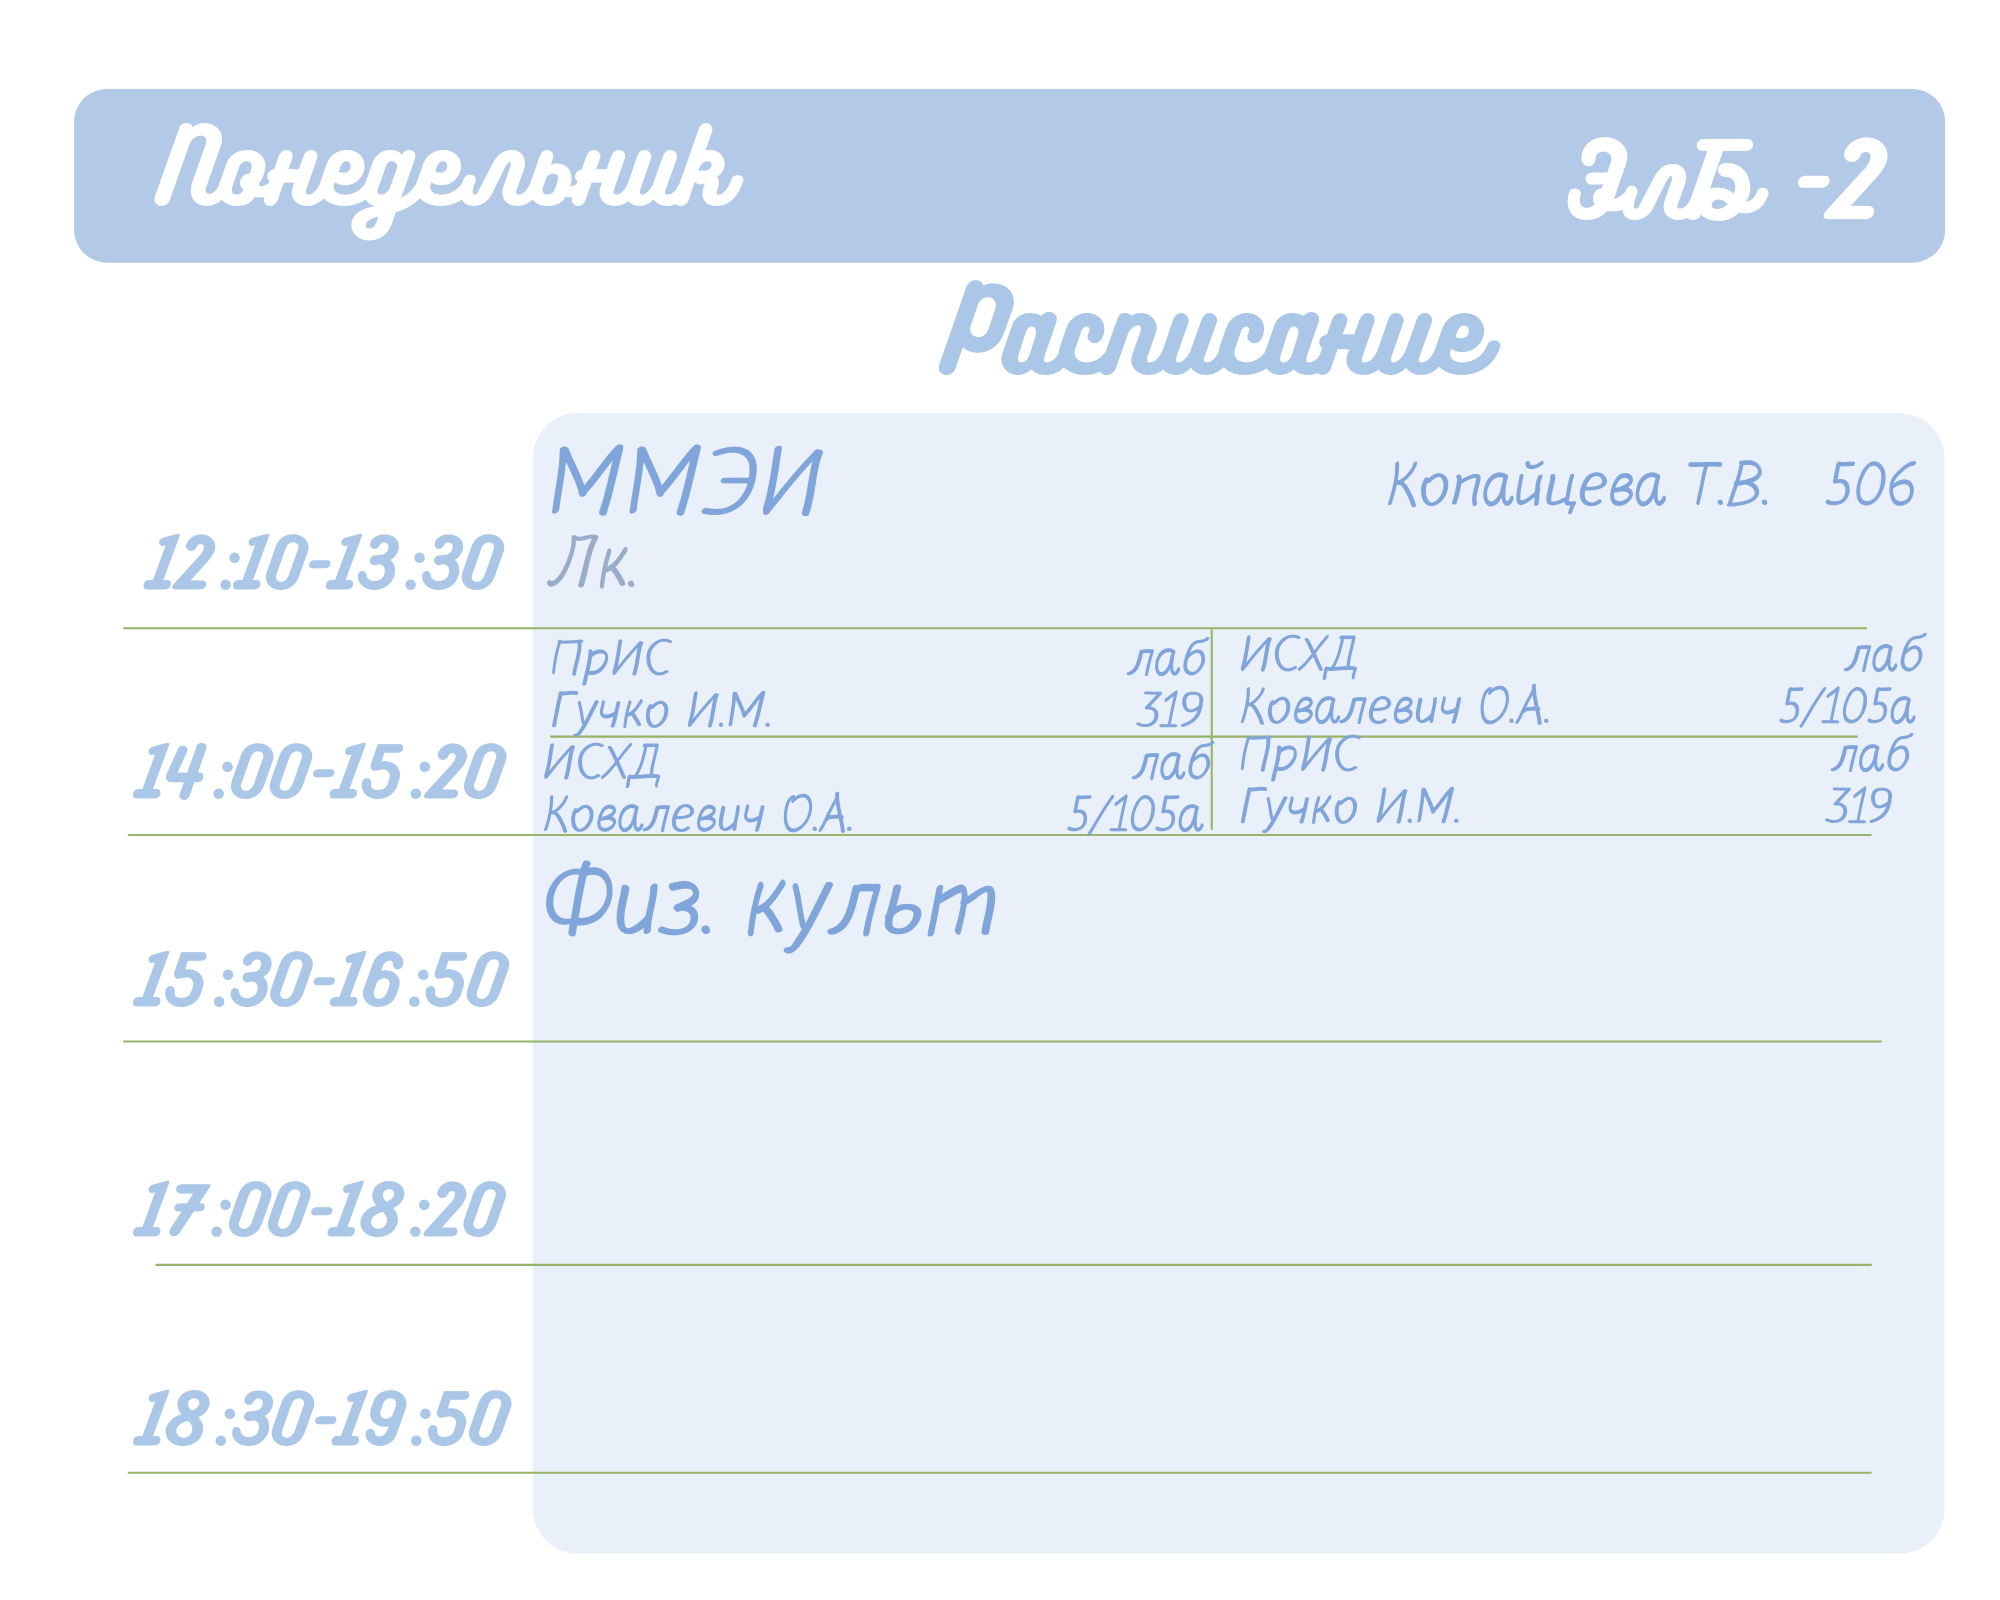 Понедельник ЭлБ -2
Расписание
ММЭИ Копайцева Т.В. 506
12:10-13:30 Лк.
ПрИС лаб ИСХД лаб
Гучко И.М. 319 Ковалевич О.А. 5/105а
14:00-15:20
ИСХД лаб ПрИС лаб
Ковалевич О.А. 5/105а Гучко И.М. 319
Физ. культ
15:30-16:50
17:00-18:20
18:30-19:50